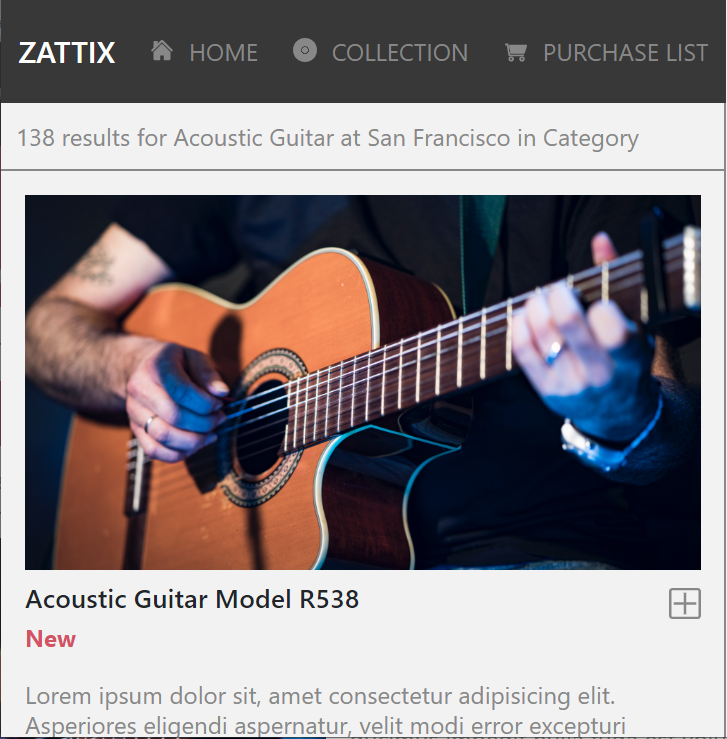 ZATTIX HOME COLLECTION PURCHASE LIST
138 results for Acoustic Guitar at San Francisco in Category
Acoustic Guitar Model R538
New
Lorem ipsum dolor sit, amet consectetur adipisicing elit.
Asperiores eligendi aspernatur, velit modi error excepturi